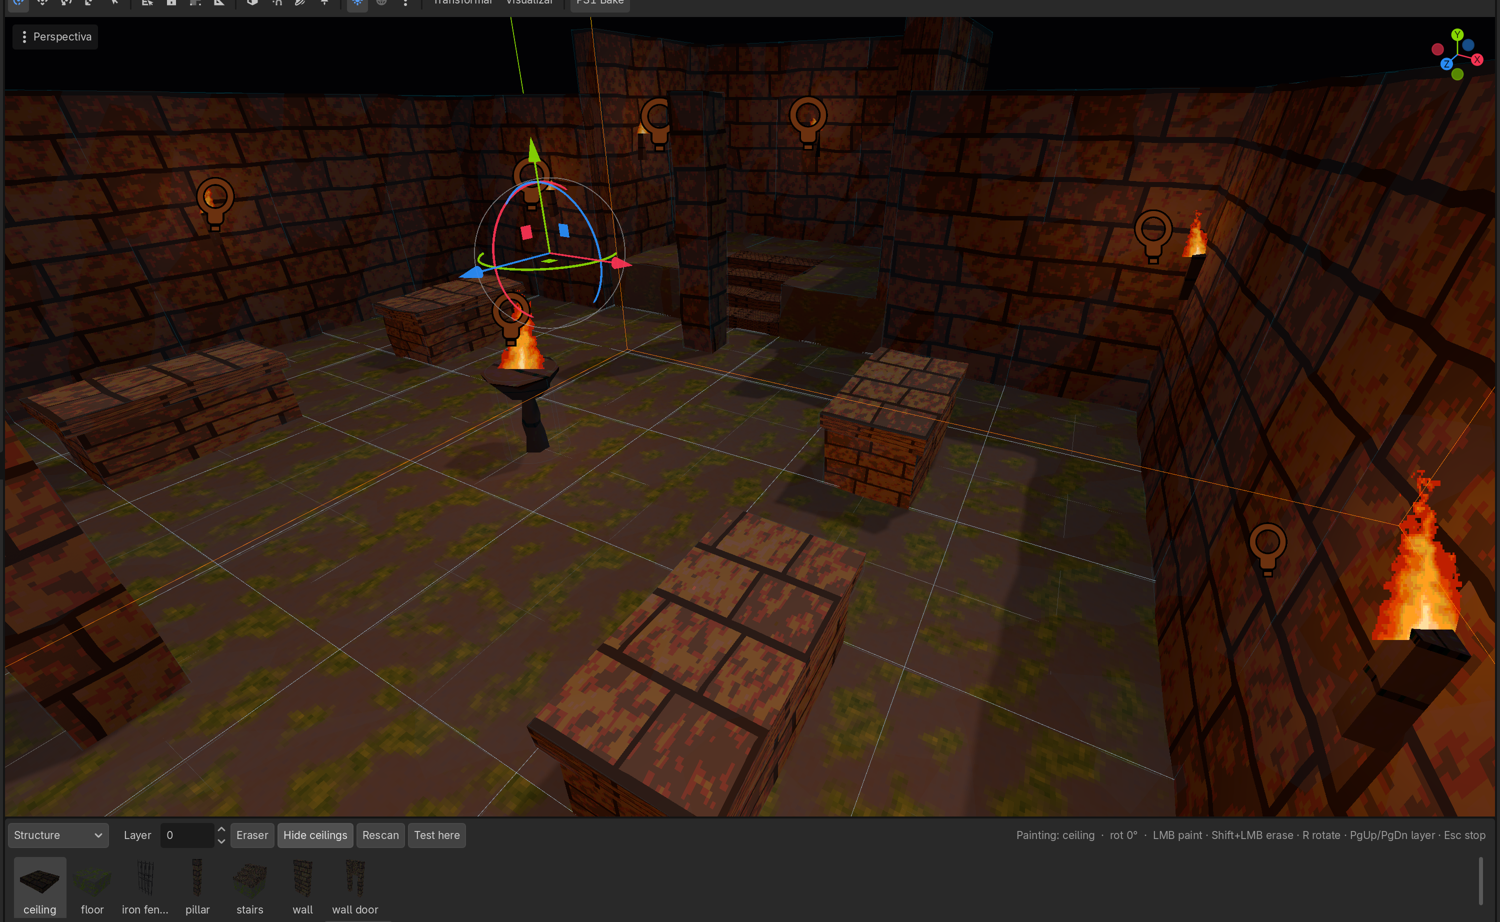 Transformar Visualizar PS1 Bake
Perspectiva
Y
X
Z
Structure Layer 0 Eraser Hide ceilings Rescan Test here Painting: ceiling · rot 0° · LMB paint · Shift+LMB erase · R rotate · PgUp/PgDn layer · Esc stop
ceiling floor iron fen... pillar stairs wall wall door